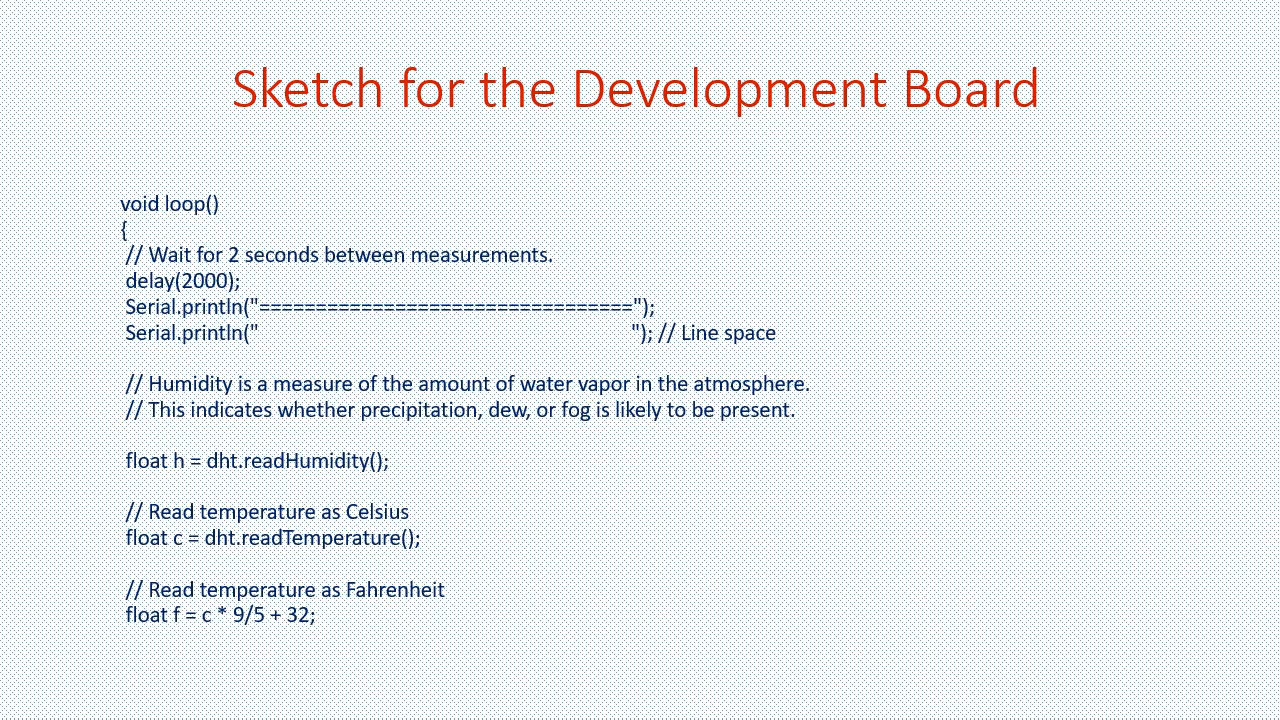 Sketch for the Development Board
void loop()
{
// Wait for 2 seconds between measurements.
delay(2000);
Serial.println("=================================");
Serial.println("                                 "); // Line space
// Humidity is a measure of the amount of water vapor in the atmosphere.
// This indicates whether precipitation, dew, or fog is likely to be present.
float h = dht.readHumidity();
// Read temperature as Celsius
float c = dht.readTemperature();
// Read temperature as Fahrenheit
float f = c * 9/5 + 32;